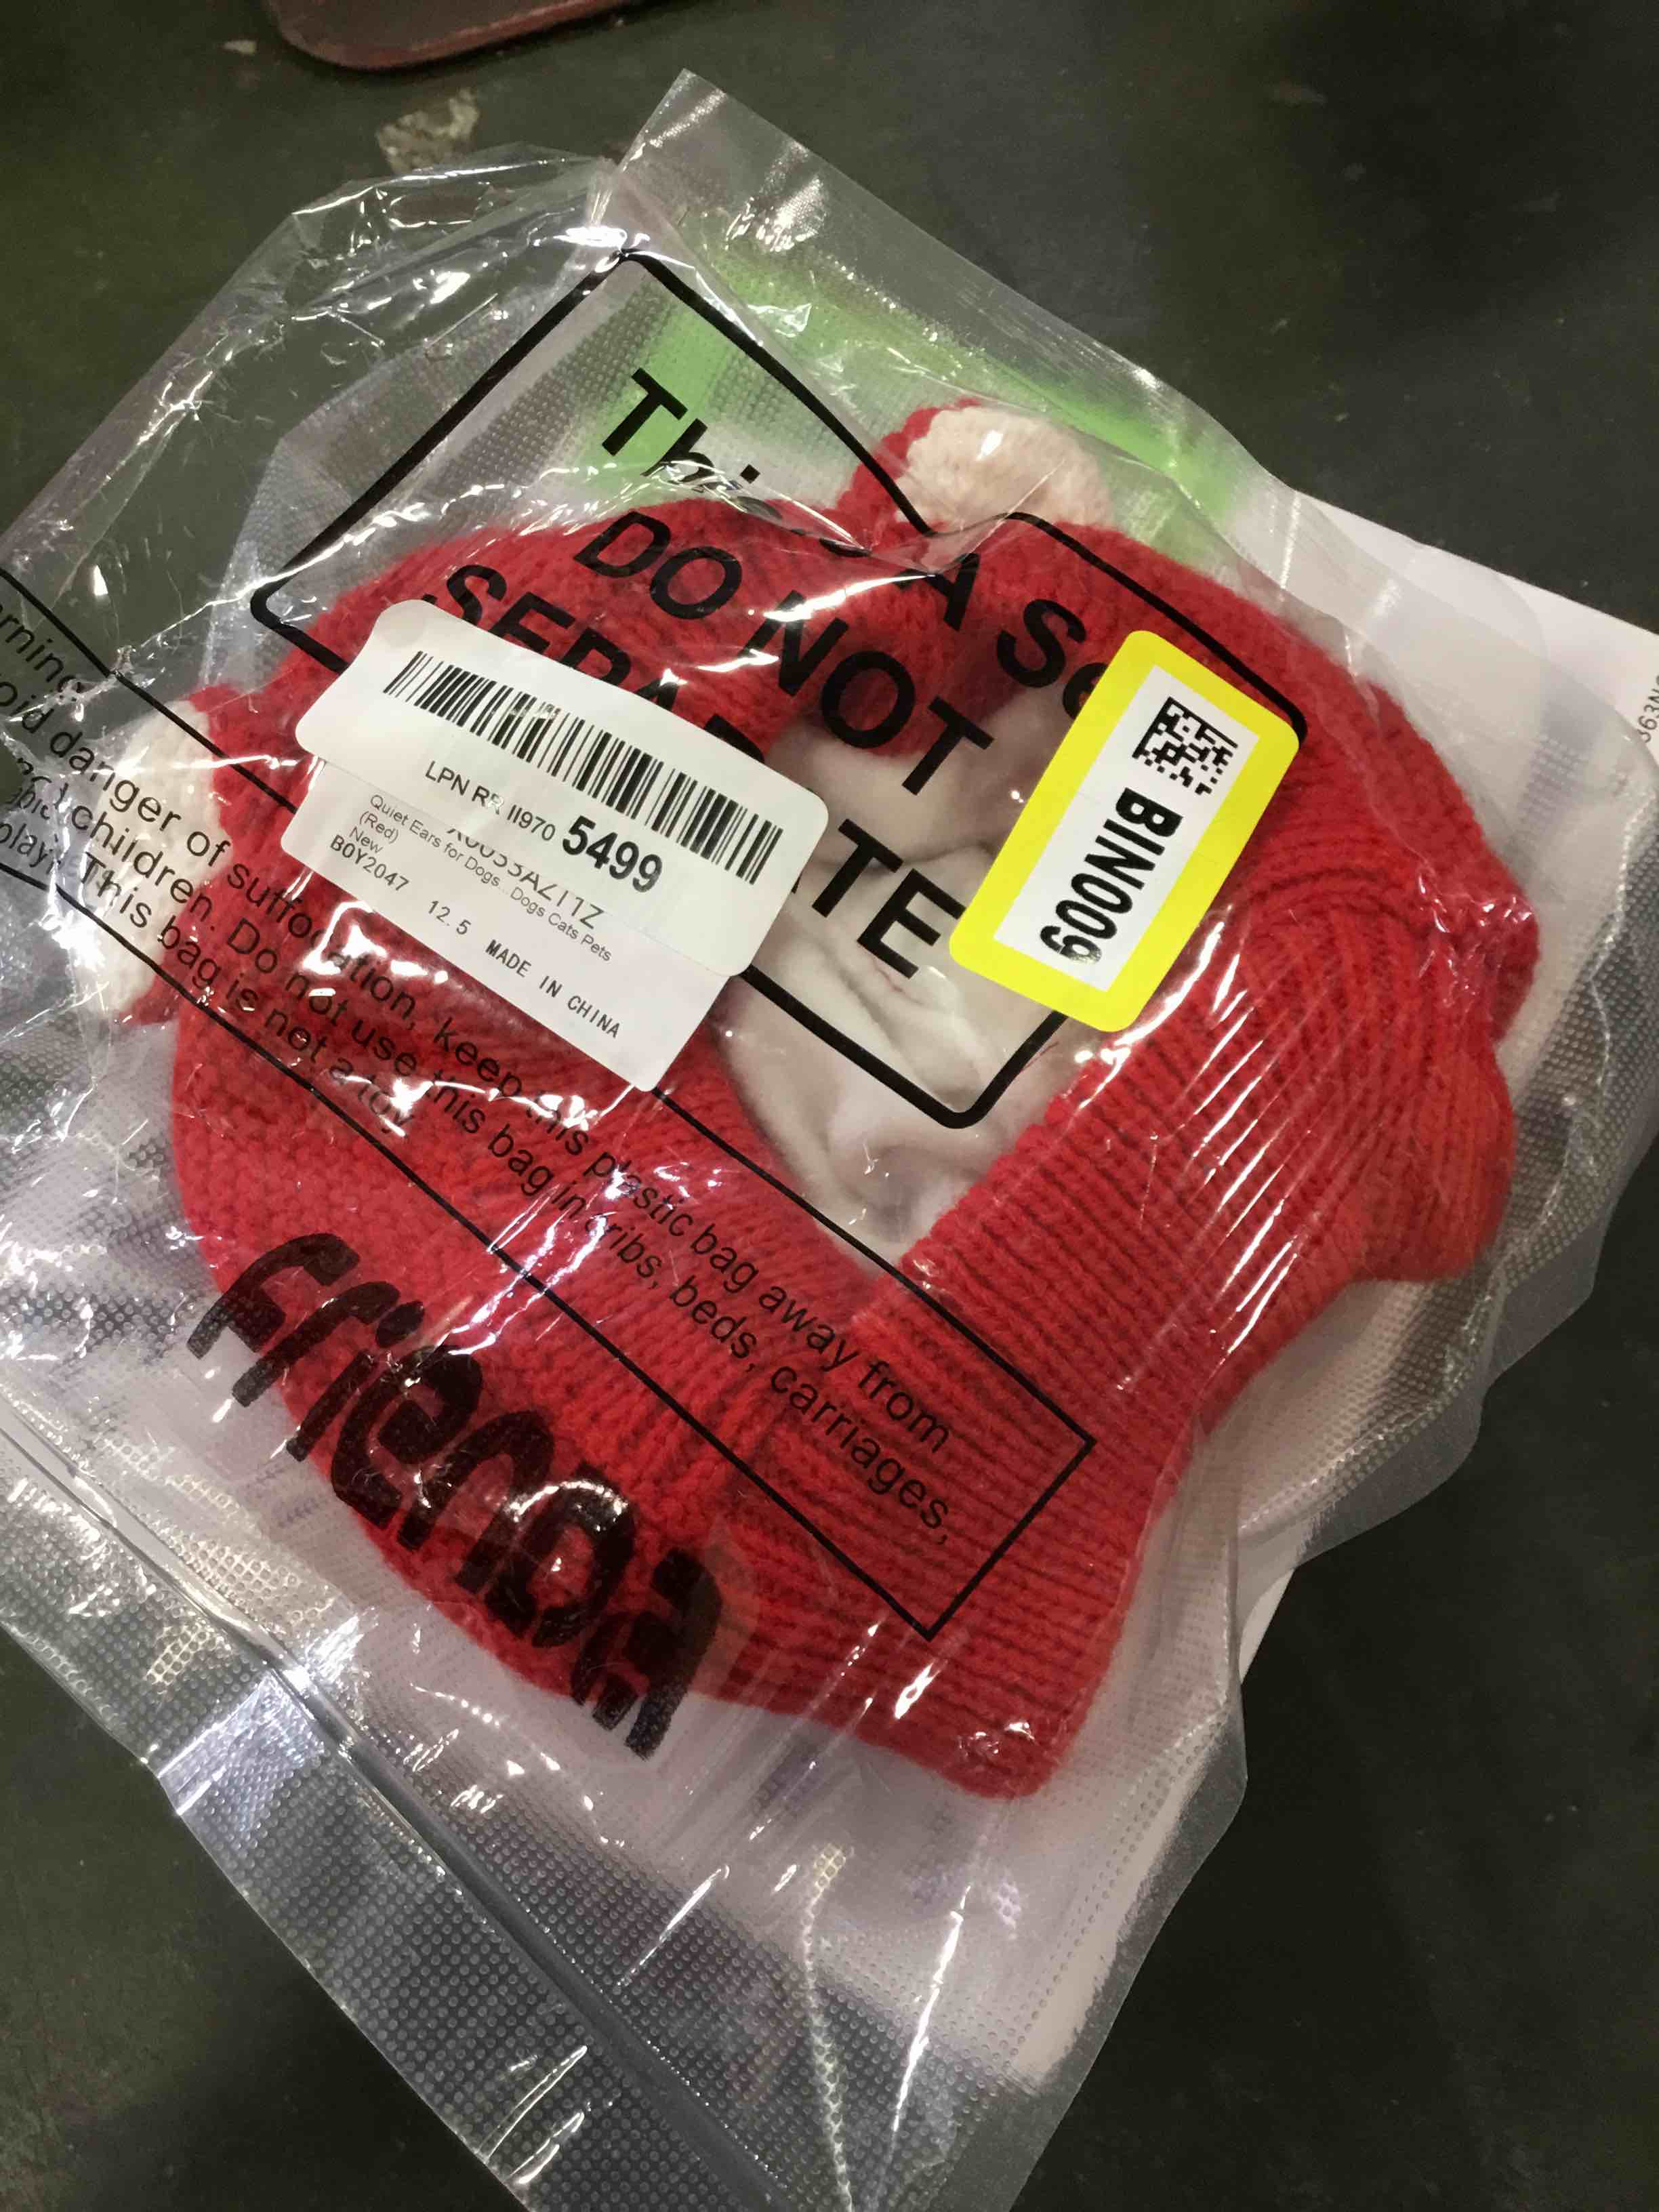 This is A Set
DO NOT
SEPARATE
BIN009
LPN RR II970 5499
Quiet Ears for Dogs...Dogs Cats Pets
(Red)
New
B0Y2047
12.5 MADE IN CHINA
void danger of suffocation, keep this plastic bag away from
children. Do not use this bag in cribs, beds, carriages,
This bag is not a toy
Frienda